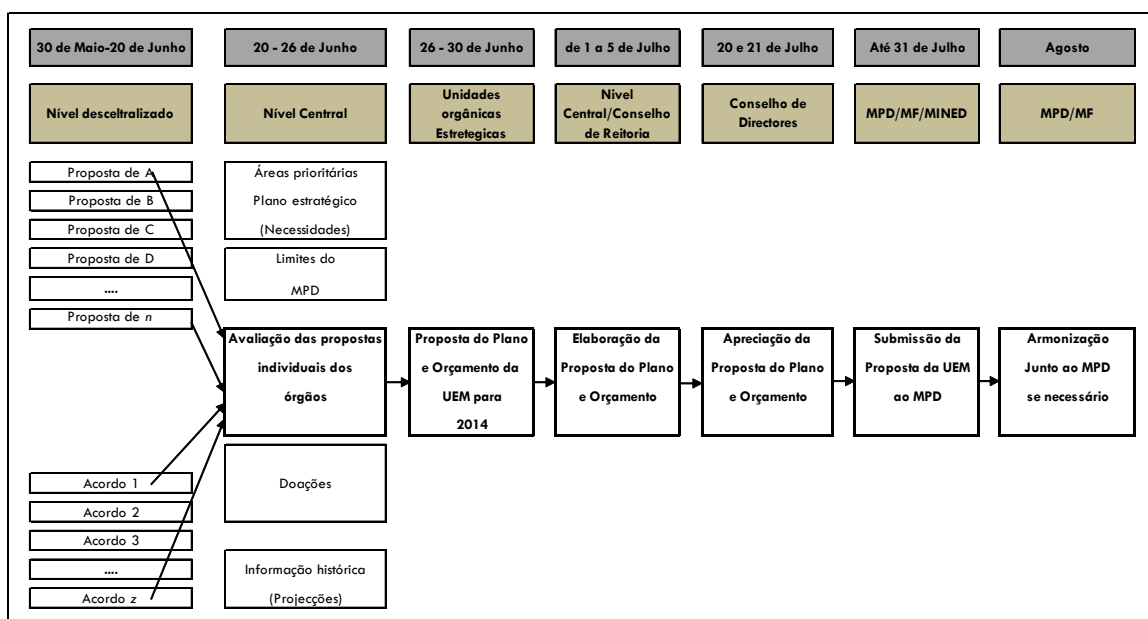 30 de Maio-20 de Junho
20 - 26 de Junho
26 - 30 de Junho
de 1 a 5 de Julho
20 e 21 de Julho
Até 31 de Julho
Agosto
Nível desceltralizado
Nível Centrral
Unidades
orgânicas
Estretegicas
Nivel
Central/Conselho
de Reitoria
Conselho de
Directores
MPD/MF/MINED
MPD/MF
Proposta de A
Proposta de B
Proposta de C
Proposta de D
....
Proposta de n
Áreas prioritárias
Plano estratégico
(Necessidades)
Limites do
MPD
Avaliação das propostas
individuais dos
órgãos
Proposta do Plano
e Orçamento da
UEM para
2014
Elaboração da
Proposta do Plano
e Orçamento
Apreciação da
Proposta do Plano
e Orçamento
Submissão da
Proposta da UEM
ao MPD
Armonização
Junto ao MPD
se necessário
Acordo 1
Acordo 2
Acordo 3
....
Acordo z
Doações
Informação histórica
(Projecções)